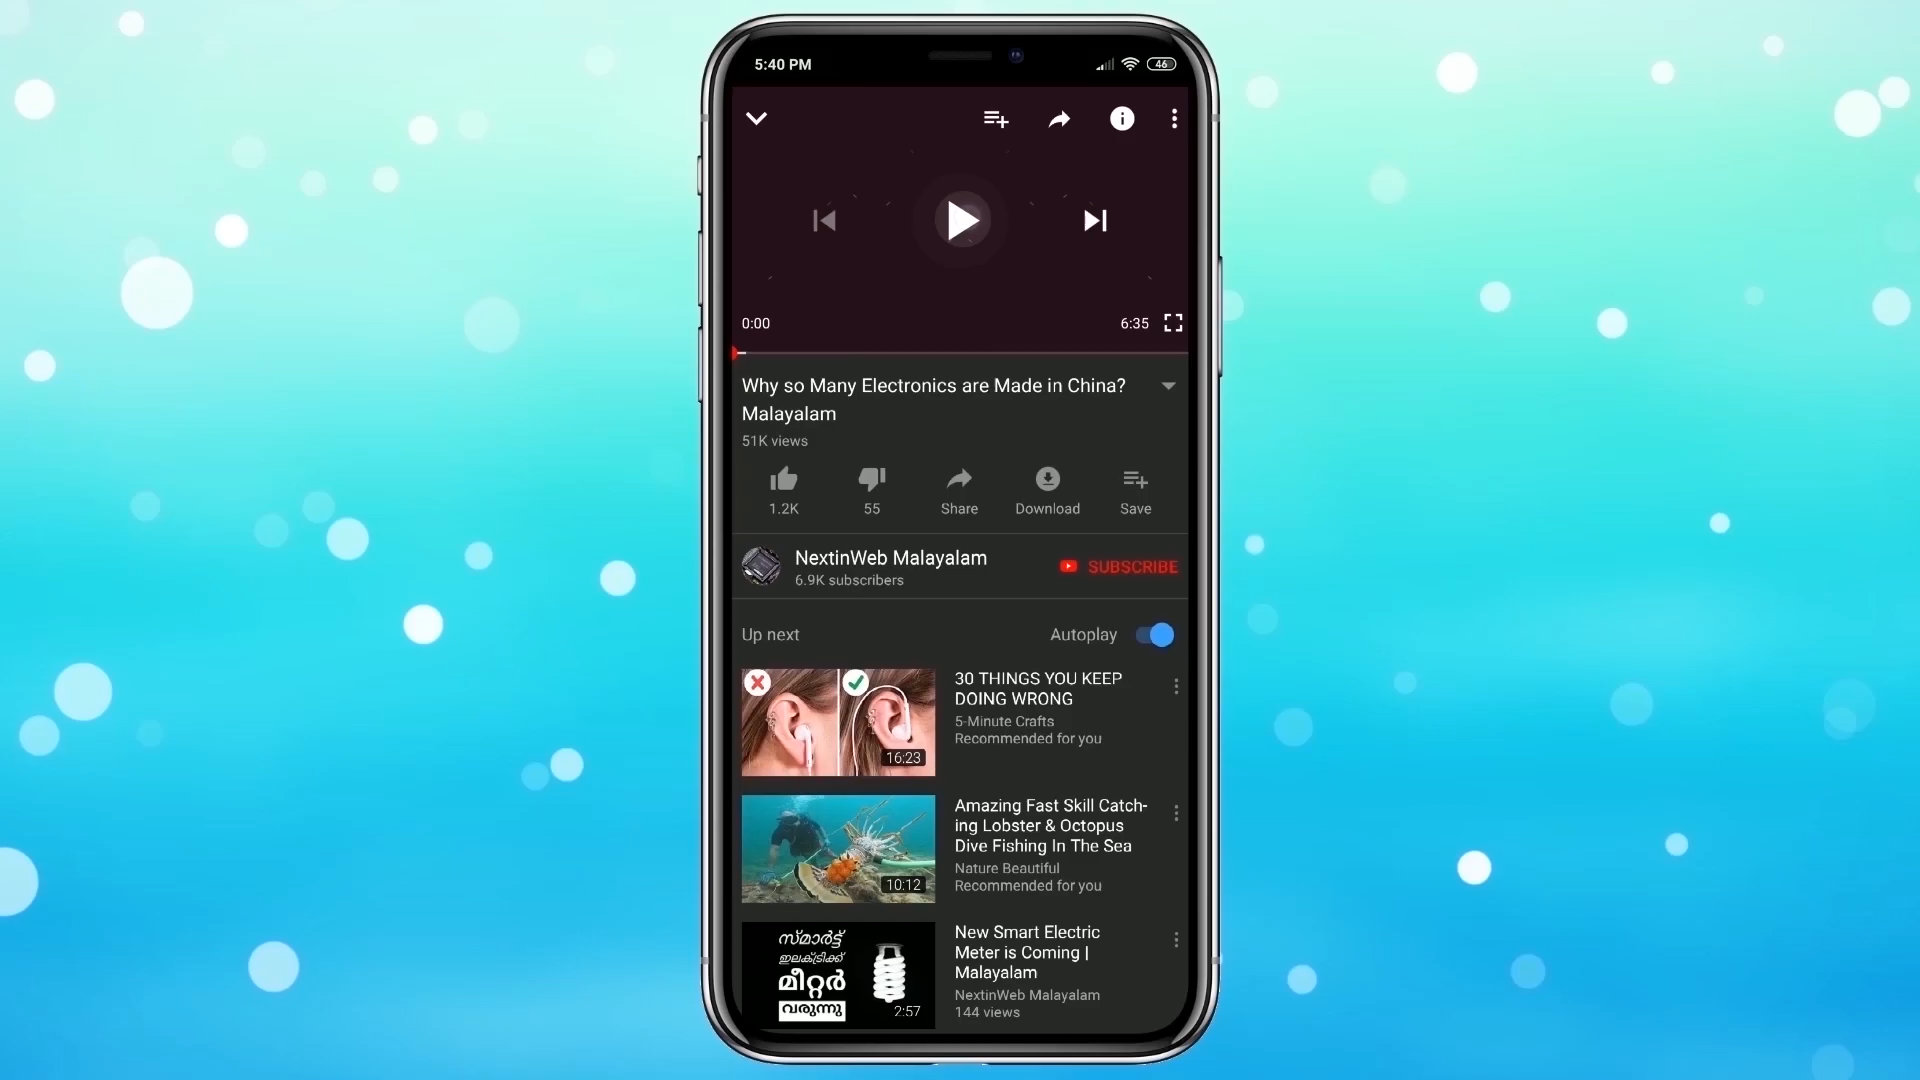 5:40 PM
46
0:00
6:35
Why so Many Electronics are Made in China?
Malayalam
51K views
1.2K
55
Share
Download
Save
NextinWeb Malayalam
6.9K subscribers
SUBSCRIBE
Up next
Autoplay
16:23
30 THINGS YOU KEEP
DOING WRONG
5-Minute Crafts
Recommended for you
10:12
Amazing Fast Skill Catch-
ing Lobster & Octopus
Dive Fishing In The Sea
Nature Beautiful
Recommended for you
സ്മാർട്ട്
ഇലക്ട്രിക്ക്
മീറ്റർ
വരുന്നു
2:57
New Smart Electric
Meter is Coming |
Malayalam
NextinWeb Malayalam
144 views